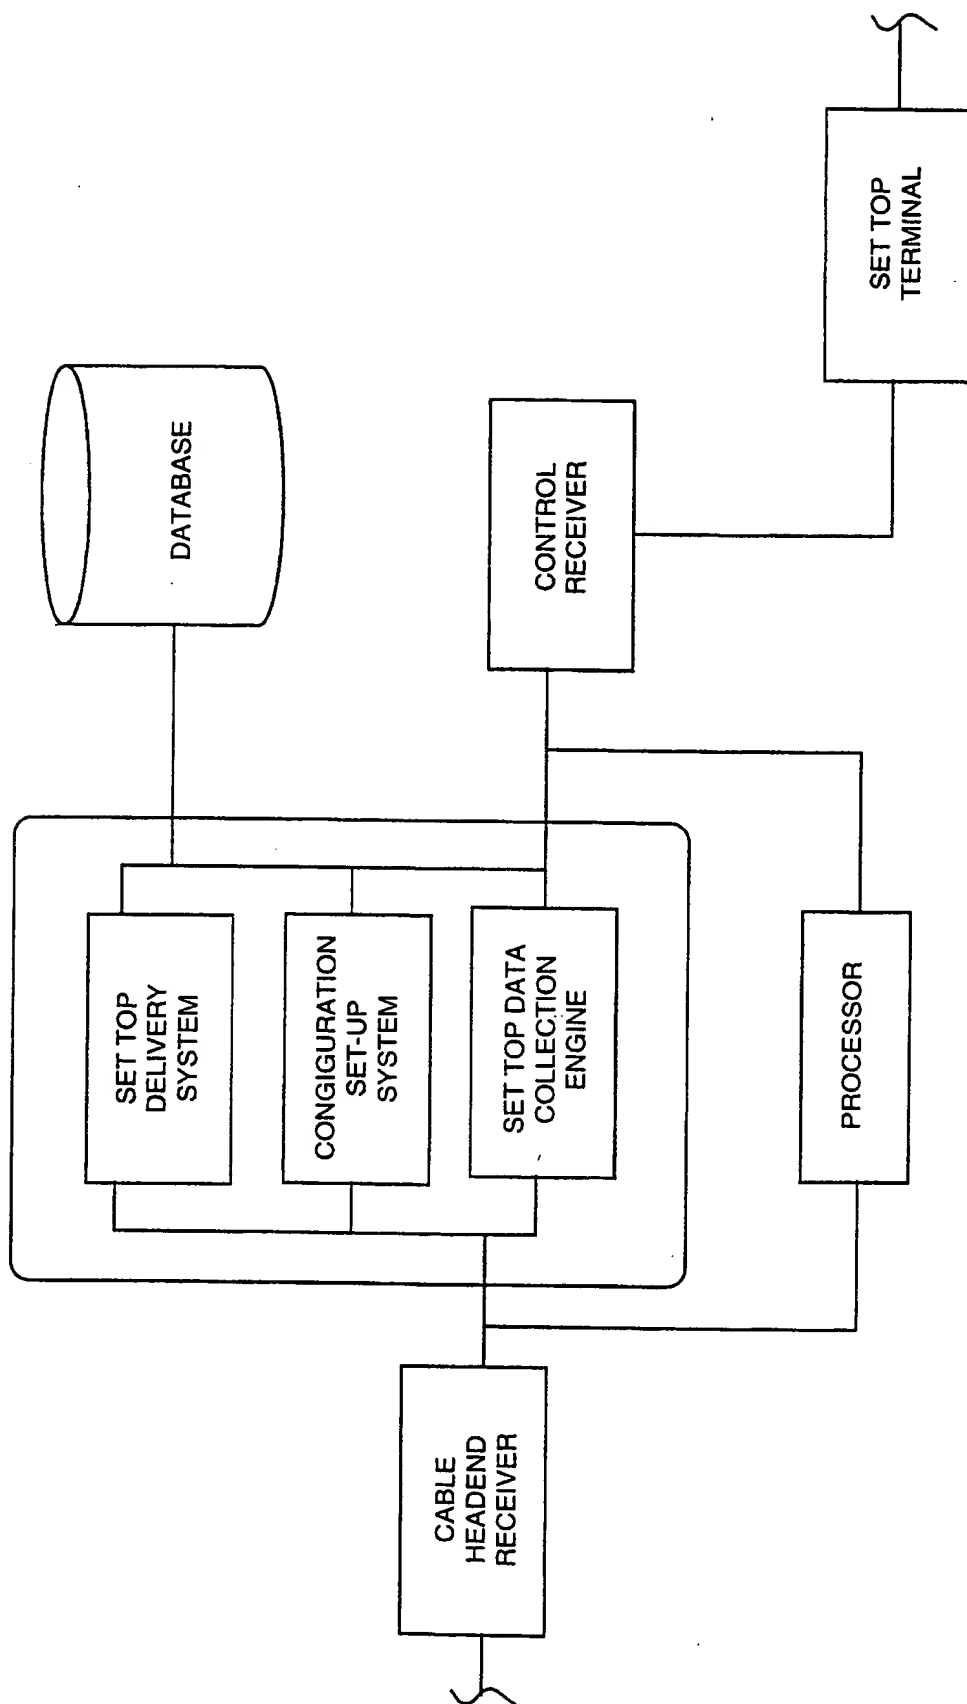 CABLE
HEADEND
RECEIVER
SET TOP
DELIVERY
SYSTEM
CONGIGURATION
SET-UP
SYSTEM
SET TOP DATA
COLLECTION
ENGINE
PROCESSOR
DATABASE
CONTROL
RECEIVER
SET TOP
TERMINAL